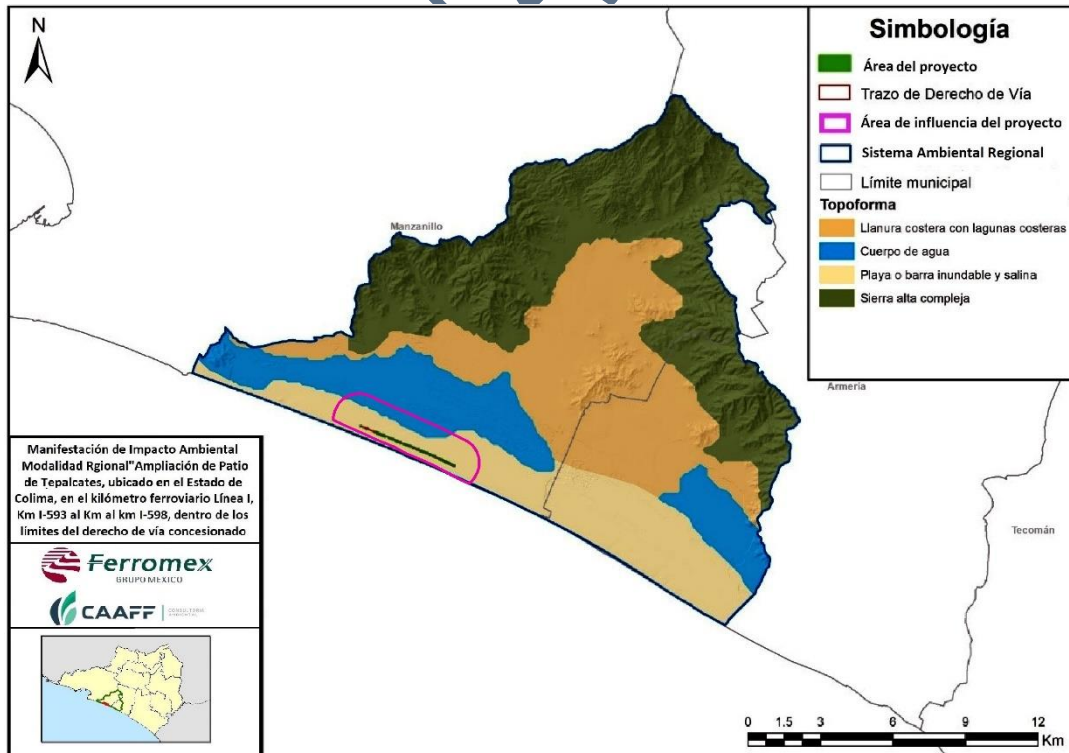 N
Simbología
Área del proyecto
Trazo de Derecho de Vía
Área de influencia del proyecto
Sistema Ambiental Regional
Límite municipal
Topoforma
Llanura costera con lagunas costeras
Cuerpo de agua
Playa o barra inundable y salina
Sierra alta compleja
Manzanillo
Armería
Tecomán
Manifestación de Impacto Ambiental
Modalidad Rgional"Ampliación de Patio
de Tepalcates, ubicado en el Estado de
Colima, en el kilómetro ferroviario Línea I,
Km I-593 al Km al km I-598, dentro de los
límites del derecho de vía concesionado
Ferromex
GRUPO MEXICO
CAAFF CONSULTORÍA
AMBIENTAL
0 1.5 3 6 9 12
Km